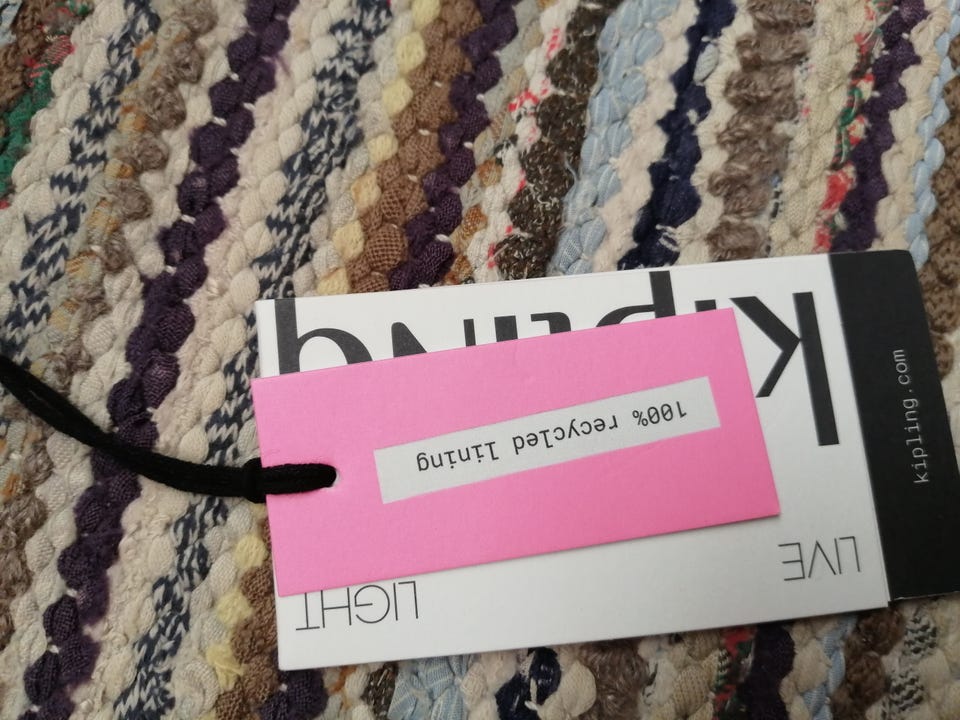 kipling
100% recycled lining
LIVE
LIGHT
kipling.com